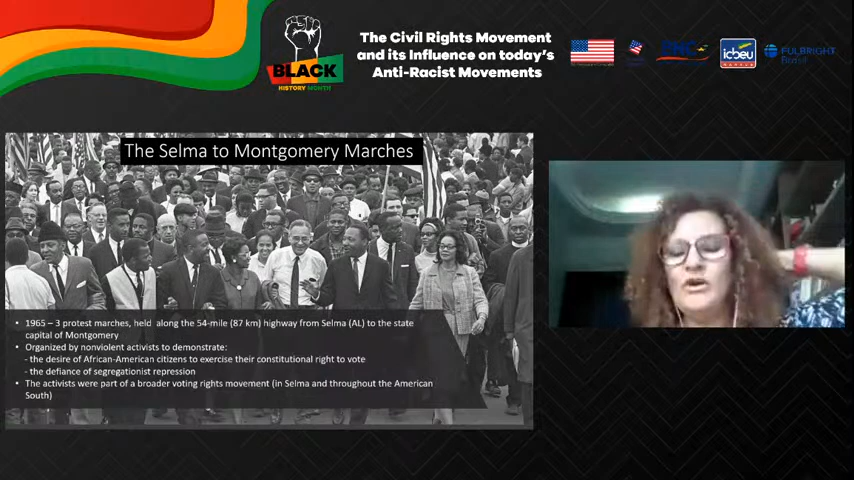 The Civil Rights Movement
and its Influence on today's
Anti-Racist Movements
BLACK
HISTORY MONTH
icbeu
FULBRIGHT
Brasil
The Selma to Montgomery Marches
• 1965 – 3 protest marches, held along the 54-mile (87 km) highway from Selma (AL) to the state
capital of Montgomery
• Organized by nonviolent activists to demonstrate:
- the desire of African-American citizens to exercise their constitutional right to vote
- the defiance of segregationist repression
• The activists were part of a broader voting rights movement (in Selma and throughout the American
South)